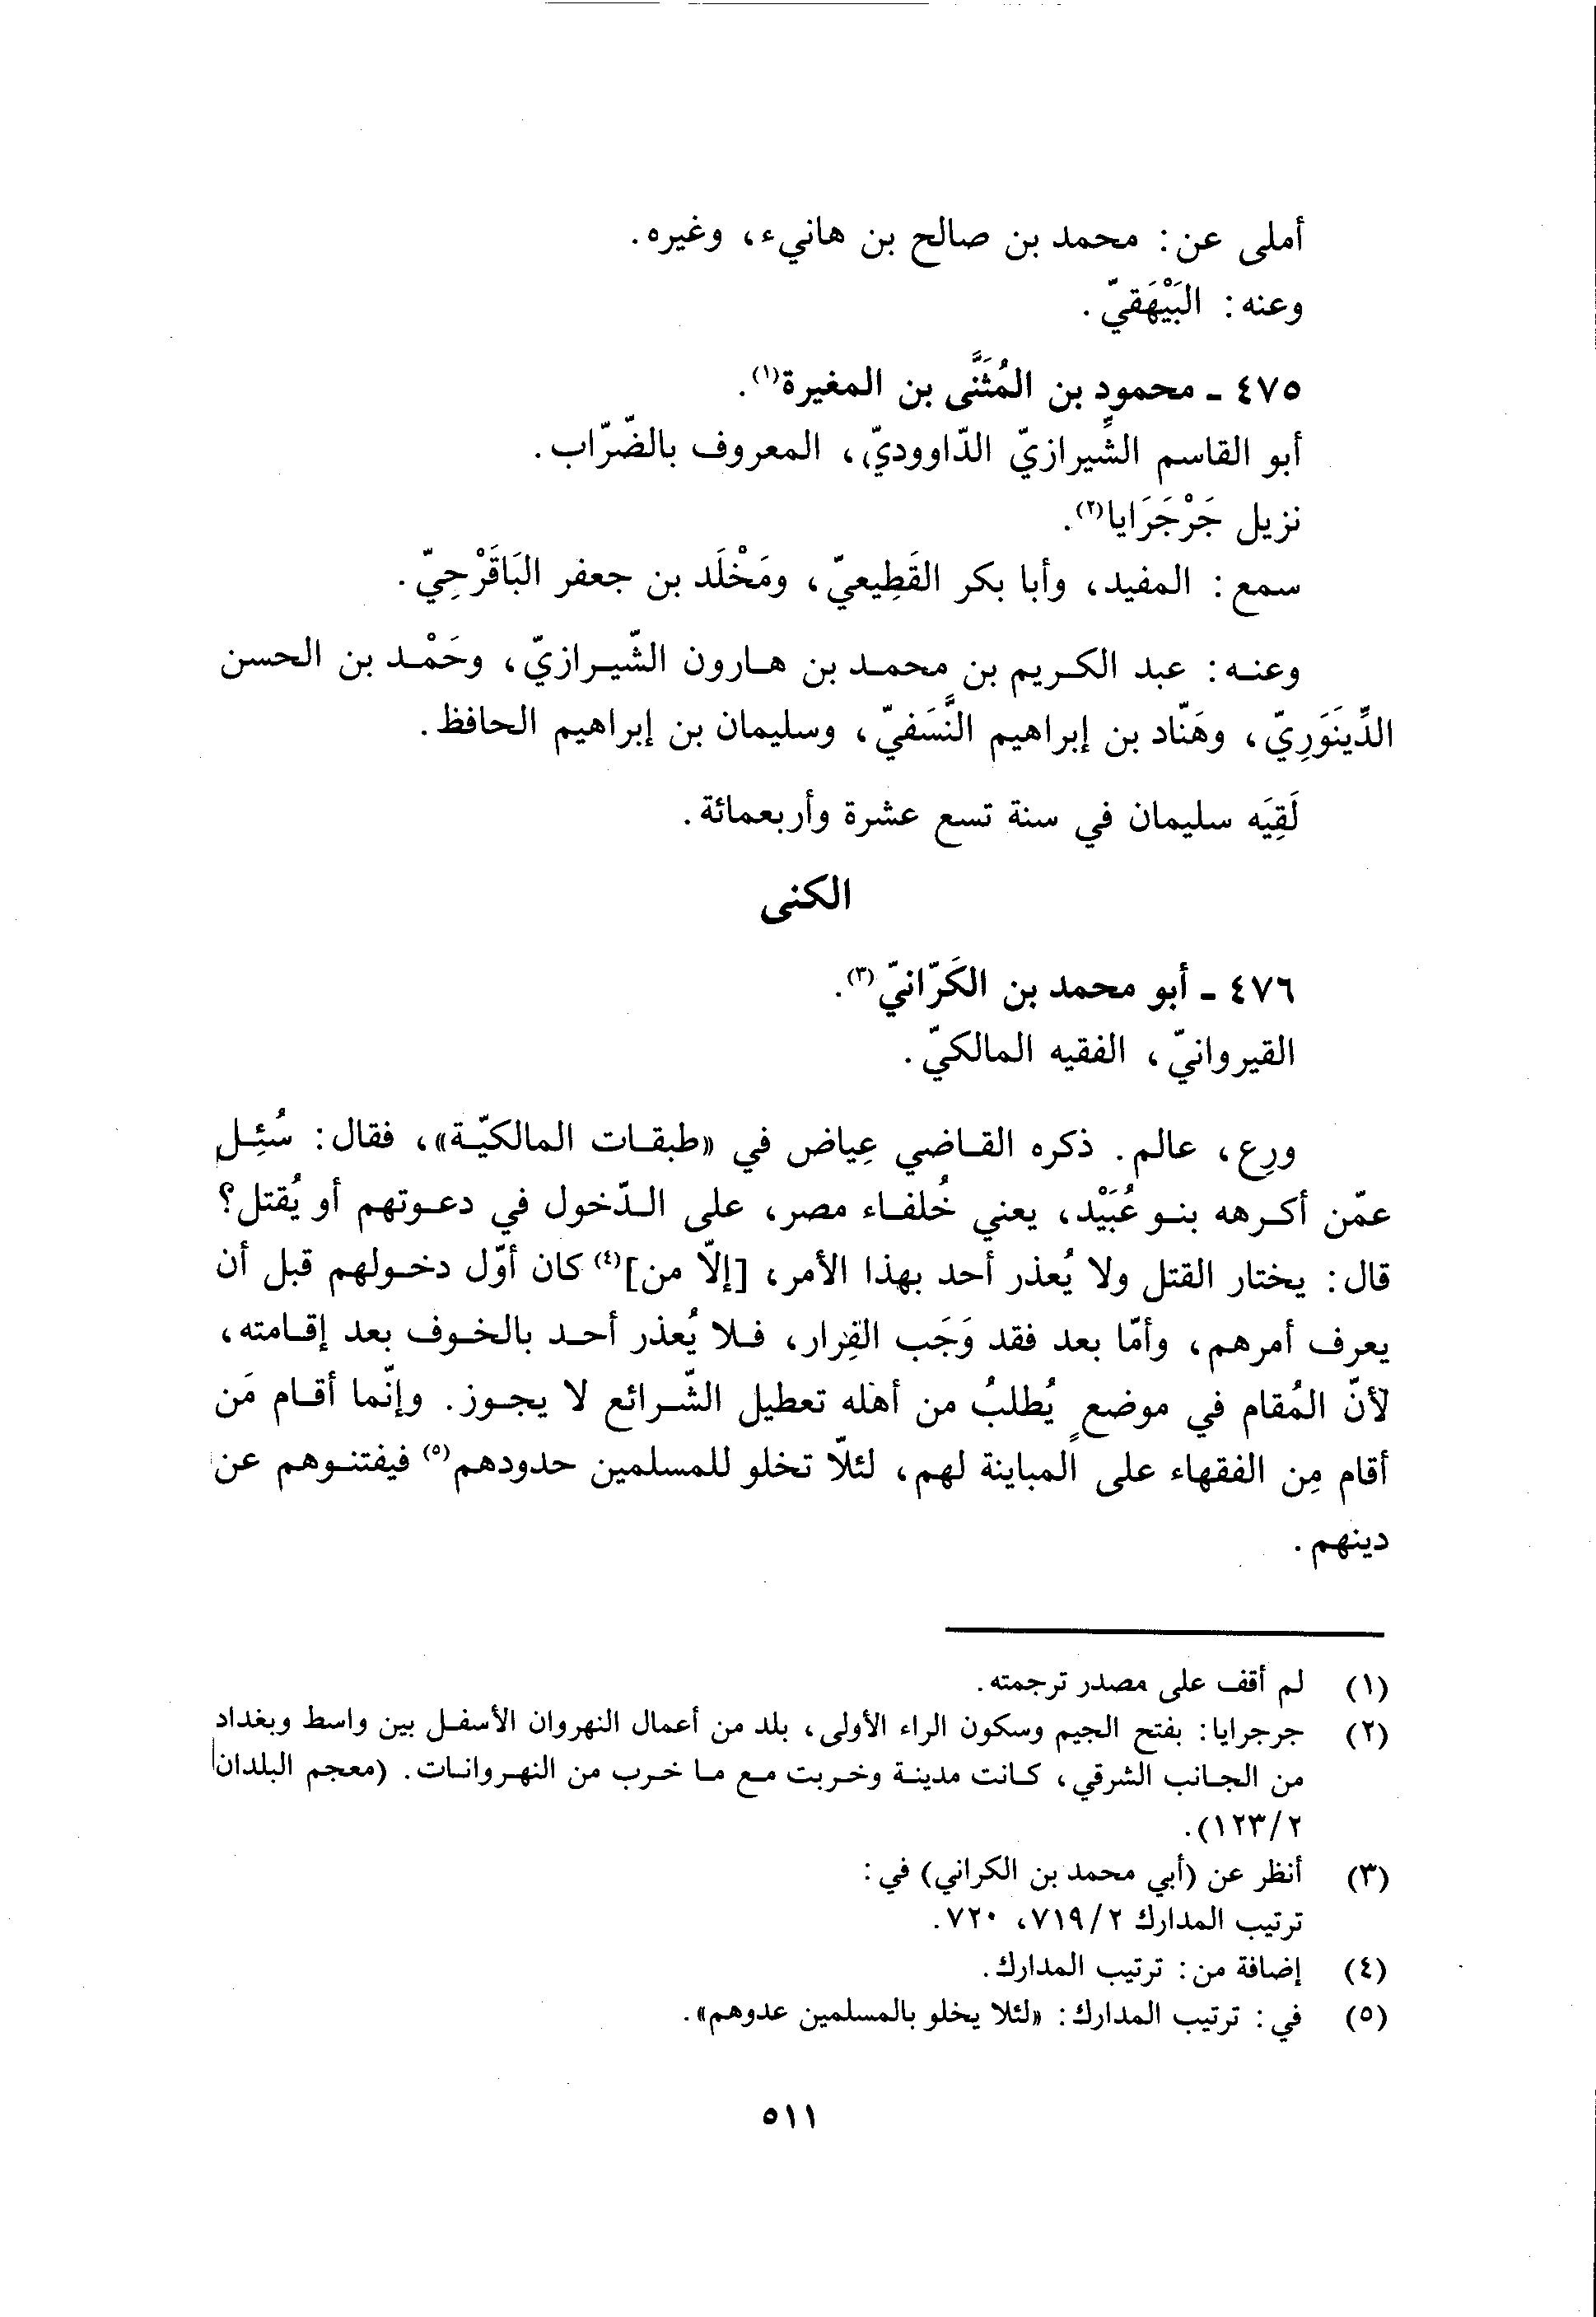 أملى عن: محمد بن صالح بن هانيء، وغيره.
وعنه: البَيْهَقيّ.
٤٧٥ ـ محمود بن المُثَنَّى بن المغيرة(١).
أبو القاسم الشِّيرازيّ الدّاووديّ، المعروف بالضّرّاب.
نزيل جَرْجَرَايا(٢).
سمع: المفيد، وأبا بكر القَطِيعيّ، ومَخْلَد بن جعفر البَاقَرْحِيّ.
وعنه: عبد الكريم بن محمد بن هارون الشّيرازيّ، وحَمْد بن الحسن
الدِّينَوَرِيّ، وهَنّاد بن إبراهيم النَّسَفيّ، وسليمان بن إبراهيم الحافظ.
لَقِيَه سليمان في سنة تسع عشرة وأربعمائة.
الكنى
٤٧٦ ـ أبو محمد بن الكَرّانيّ(٣).
القيروانيّ، الفقيه المالكيّ.
ورِع، عالم. ذكره القاضي عِياض في «طبقات المالكيّة»، فقال: سُئِل
عمّن أكرهه بنو عُبَيْد، يعني خُلفاء مصر، على الدّخول في دعوتهم أو يُقتل؟
قال: يختار القتل ولا يُعذر أحد بهذا الأمر، [إلّا من](٤) كان أوّل دخولهم قبل أن
يعرف أمرهم، وأمّا بعد فقد وَجَب الفِرار، فلا يُعذر أحد بالخوف بعد إقامته،
لأنّ المُقام في موضعٍ يُطلبُ من أهله تعطيل الشّرائع لا يجوز. وإنّما أقام مَن
أقام مِن الفقهاء على المباينة لهم، لئلّا تخلو للمسلمين حدودهم(٥) فيفتنوهم عن
دينهم.
(١) لم أقف على مصدر ترجمته.
(٢) جرجرايا: بفتح الجيم وسكون الراء الأولى، بلد من أعمال النهروان الأسفل بين واسط وبغداد
من الجانب الشرقي، كانت مدينة وخربت مع ما خرب من النهروانات. (معجم البلدان
٢/ ١٢٣).
(٣) أنظر عن (أبي محمد بن الكراني) في:
ترتيب المدارك ٢/ ٧١٩، ٧٢٠.
(٤) إضافة من: ترتيب المدارك.
(٥) في: ترتيب المدارك: «لئلا يخلو بالمسلمين عدوهم».
٥١١